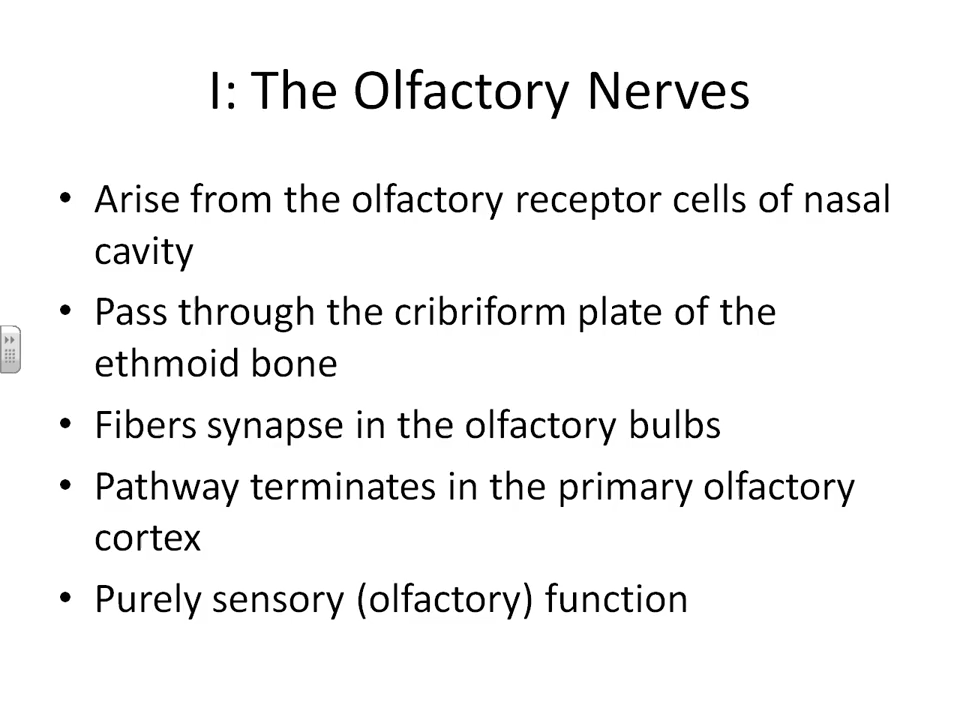 I: The Olfactory Nerves
• Arise from the olfactory receptor cells of nasal
cavity
• Pass through the cribriform plate of the
ethmoid bone
• Fibers synapse in the olfactory bulbs
• Pathway terminates in the primary olfactory
cortex
• Purely sensory (olfactory) function